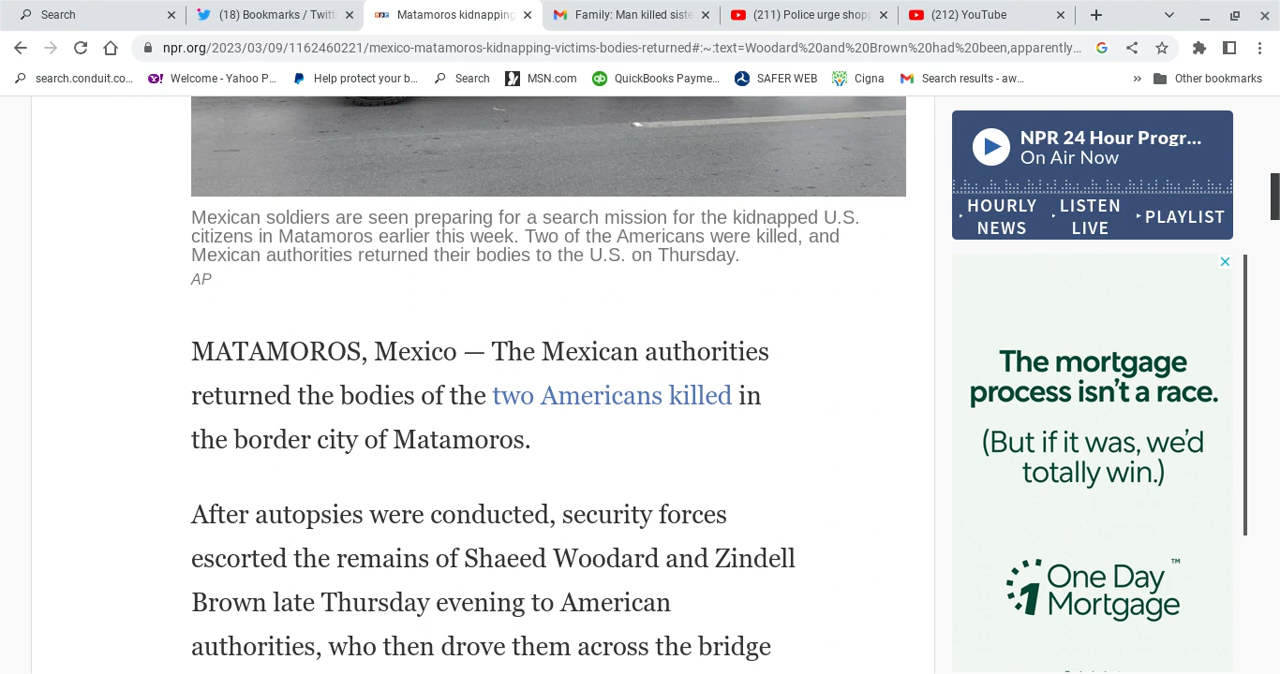 Search
(18) Bookmarks / Twitt
Matamoros kidnapping
Family: Man killed siste
(211) Police urge shopp
(212) YouTube
npr.org/2023/03/09/1162460221/mexico-matamoros-kidnapping-victims-bodies-returned#:~:text=Woodard%20and%20Brown%20had%20been,apparently...
search.conduit.co...
Welcome - Yahoo P...
Help protect your b...
Search
MSN.com
QuickBooks Payme...
SAFER WEB
Cigna
Search results - aw...
»
Other bookmarks
Mexican soldiers are seen preparing for a search mission for the kidnapped U.S.
citizens in Matamoros earlier this week. Two of the Americans were killed, and
Mexican authorities returned their bodies to the U.S. on Thursday.
AP
MATAMOROS, Mexico — The Mexican authorities
returned the bodies of the two Americans killed in
the border city of Matamoros.
After autopsies were conducted, security forces
escorted the remains of Shaeed Woodard and Zindell
Brown late Thursday evening to American
authorities, who then drove them across the bridge
NPR 24 Hour Progr...
On Air Now
HOURLY NEWS
LISTEN LIVE
PLAYLIST
The mortgage
process isn't a race.
(But if it was, we'd
totally win.)
1 One Day
Mortgage™